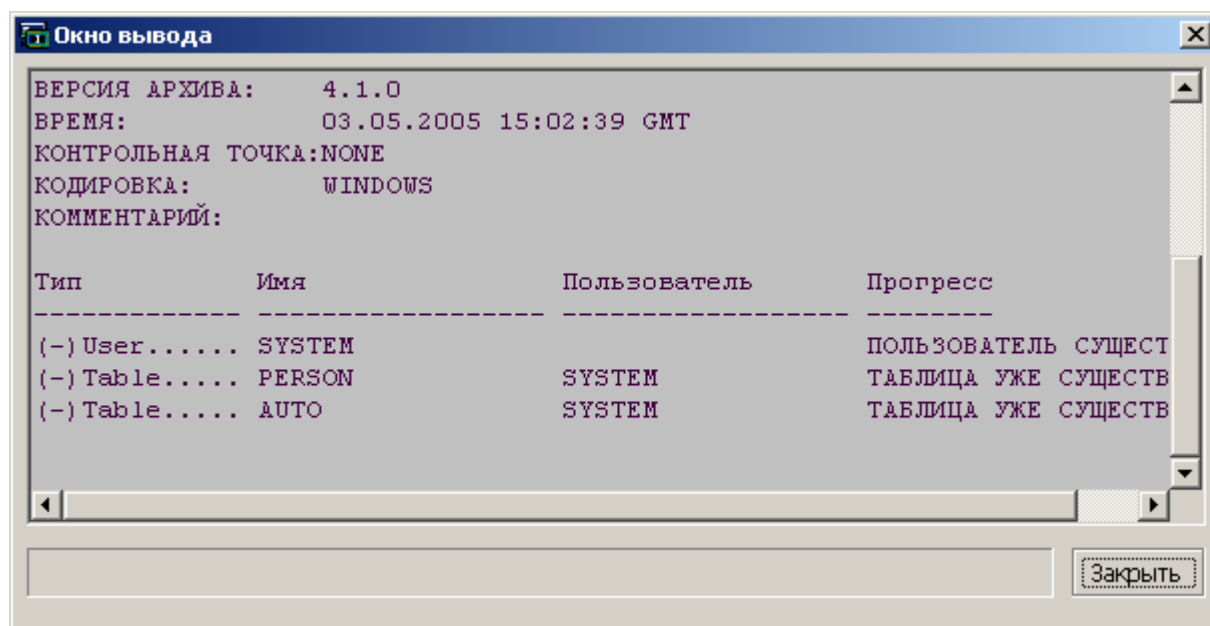 Окно вывода
ВЕРСИЯ АРХИВА: 4.1.0
ВРЕМЯ: 03.05.2005 15:02:39 GMT
КОНТРОЛЬНАЯ ТОЧКА:NONE
КОДИРОВКА: WINDOWS
КОММЕНТАРИЙ:
Тип Имя Пользователь Прогресс
------------- ------------------ ------------------ --------
(-)User...... SYSTEM ПОЛЬЗОВАТЕЛЬ СУЩЕСТ
(-)Table..... PERSON SYSTEM ТАБЛИЦА УЖЕ СУЩЕСТВ
(-)Table..... AUTO SYSTEM ТАБЛИЦА УЖЕ СУЩЕСТВ
Закрыть